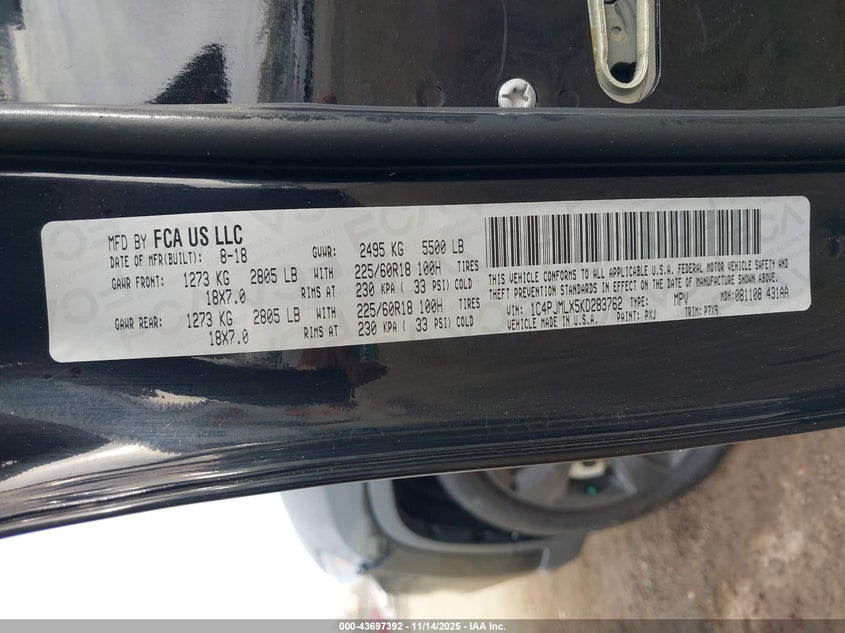 MFD BY FCA US LLC
DATE OF MFR(BUILT): 8-18 GVWR: 2495 KG 5500 LB
GAWR FRONT: 1273 KG 2805 LB WITH 225/60R18 100H TIRES
18X7.0 RIMS AT 230 KPA ( 33 PSI) COLD
GAWR REAR: 1273 KG 2805 LB WITH 225/60R18 100H TIRES
18X7.0 RIMS AT 230 KPA ( 33 PSI) COLD
THIS VEHICLE CONFORMS TO ALL APPLICABLE U.S.A. FEDERAL MOTOR VEHICLE SAFETY AND
THEFT PREVENTION STANDARDS IN EFFECT ON THE DATE OF MANUFACTURE SHOWN ABOVE.
VIN: 1C4PJMLX5KD283762 TYPE: MPV MDH: 081108 431AA
VEHICLE MADE IN U.S.A. PAINT: PXJ TRIM: P7X9
000-43697392 | 11/14/2025 - IAA Inc.